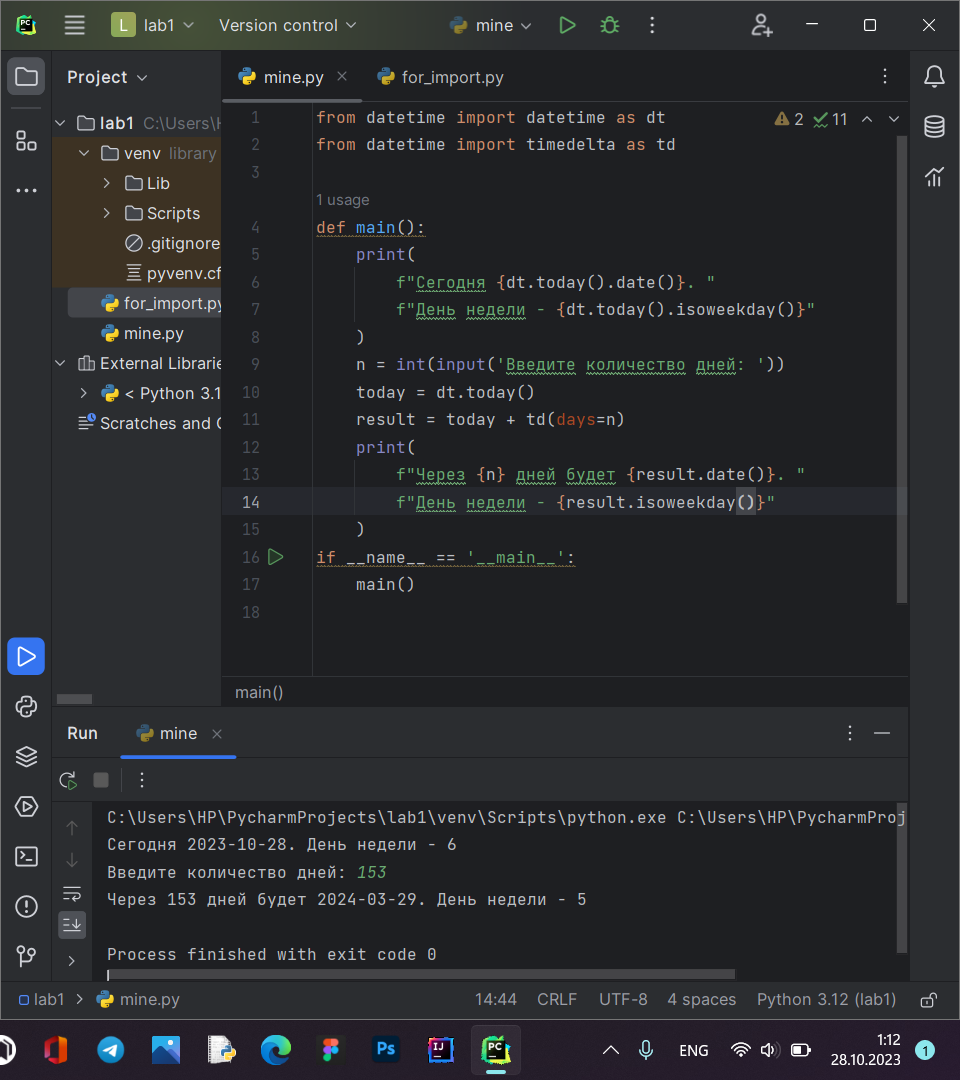 L lab1 Version control mine
Project
mine.py
for_import.py
lab1 C:\Users\H
venv library
Lib
Scripts
.gitignore
pyvenv.cf
for_import.py
mine.py
External Librarie
< Python 3.1
Scratches and C
2 11
1 from datetime import datetime as dt
2 from datetime import timedelta as td
3
1 usage
4 def main():
5 print(
6 f"Сегодня {dt.today().date()}. "
7 f"День недели - {dt.today().isoweekday()}"
8 )
9 n = int(input('Введите количество дней: '))
10 today = dt.today()
11 result = today + td(days=n)
12 print(
13 f"Через {n} дней будет {result.date()}. "
14 f"День недели - {result.isoweekday()}"
15 )
16 if __name__ == '__main__':
17 main()
18
main()
Run mine
C:\Users\HP\PycharmProjects\lab1\venv\Scripts\python.exe C:\Users\HP\PycharmProj
Сегодня 2023-10-28. День недели - 6
Введите количество дней: 153
Через 153 дней будет 2024-03-29. День недели - 5
Process finished with exit code 0
lab1 mine.py 14:44 CRLF UTF-8 4 spaces Python 3.12 (lab1)
Ps IJ PC ENG 1:12
28.10.2023 1